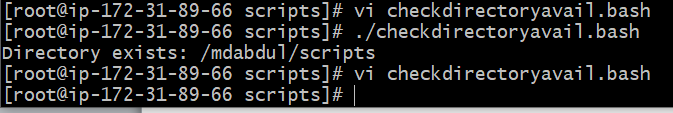 [root@ip-172-31-89-66 scripts]# vi checkdirectoryavail.bash
[root@ip-172-31-89-66 scripts]# ./checkdirectoryavail.bash
Directory exists: /mdabdul/scripts
[root@ip-172-31-89-66 scripts]# vi checkdirectoryavail.bash
[root@ip-172-31-89-66 scripts]#